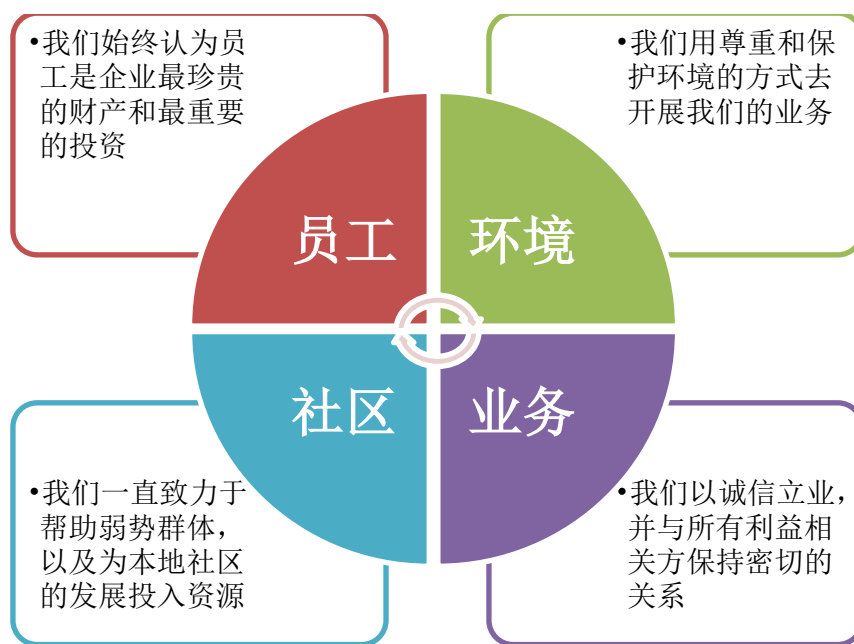 •我们始终认为员
工是企业最珍贵
的财产和最重要
的投资
•我们用尊重和保
护环境的方式去
开展我们的业务
员工
环境
社区
业务
•我们一直致力于
帮助弱势群体,
以及为本地社区
的发展投入资源
•我们以诚信立业,
并与所有利益相
关方保持密切的
关系